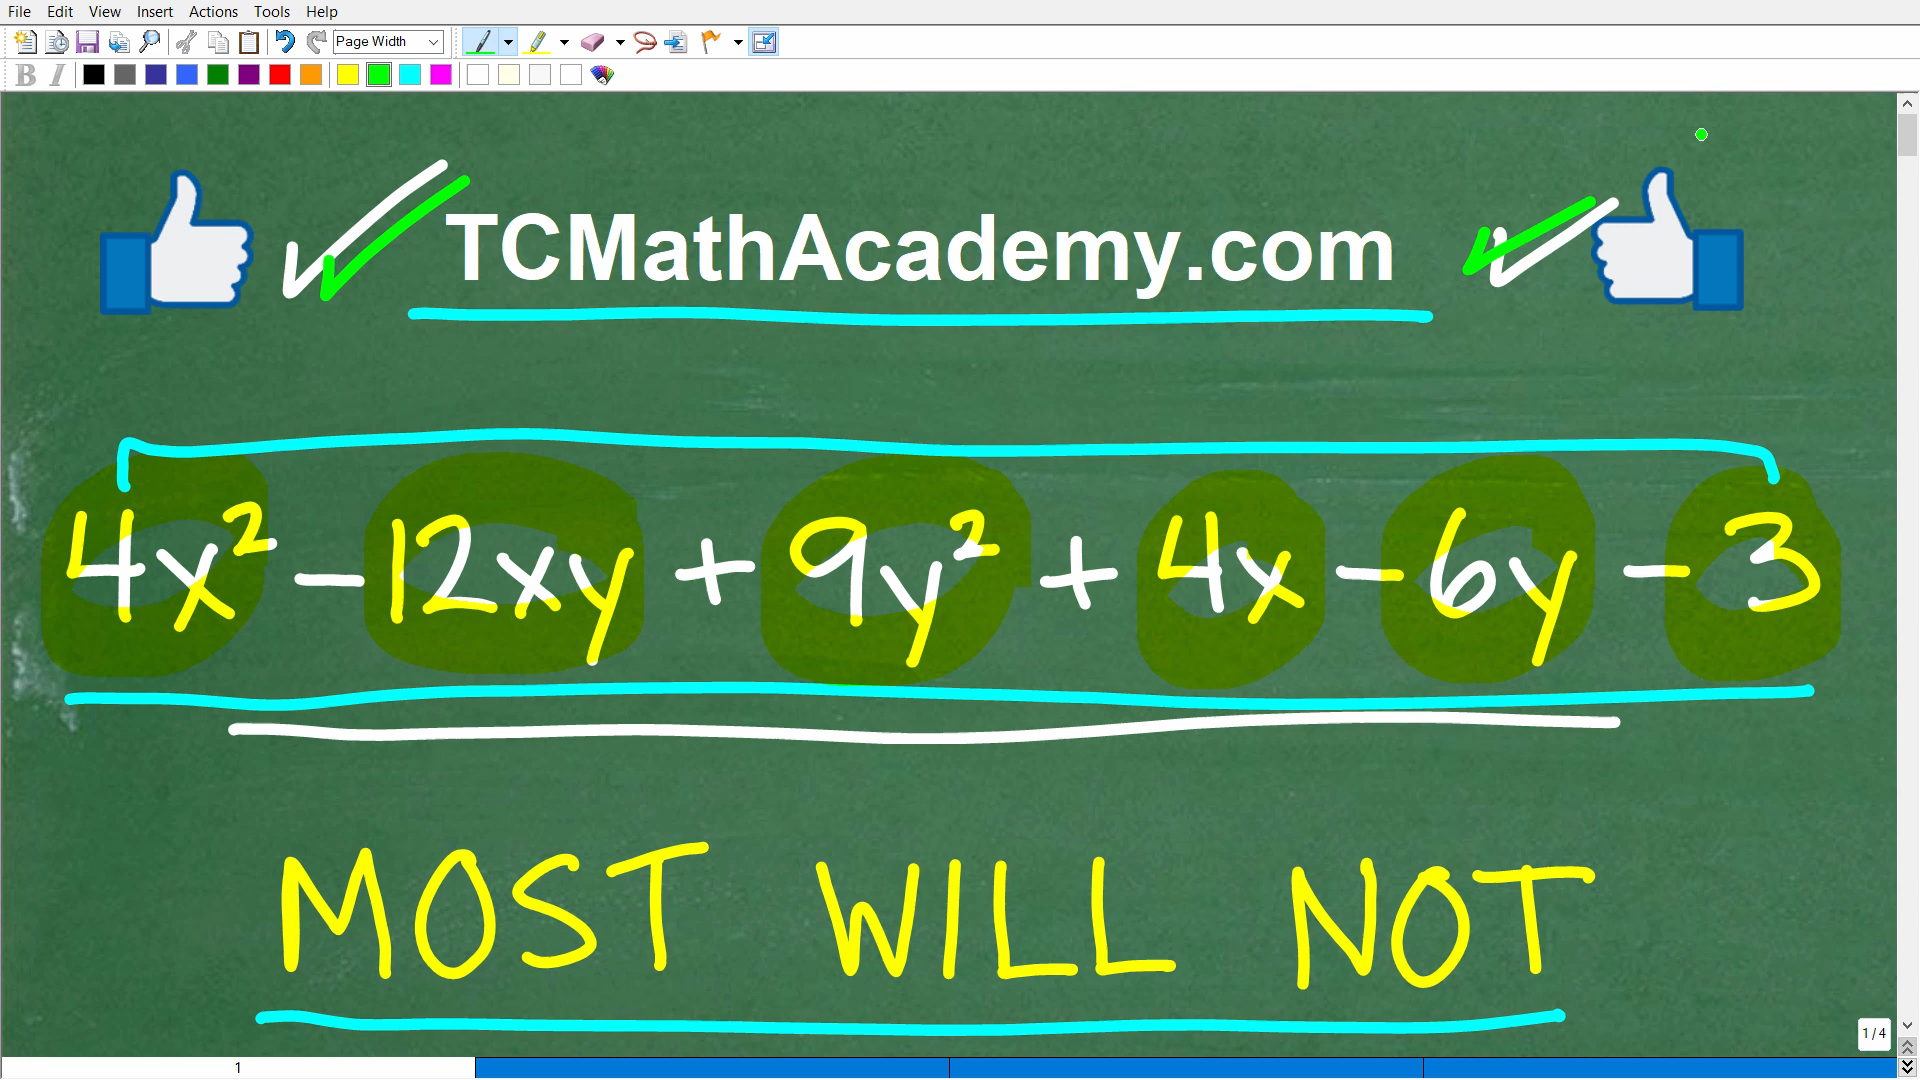 File Edit View Insert Actions Tools Help
Page Width
B I
TCMathAcademy.com
4x² - 12xy + 9y² + 4x - 6y - 3
MOST WILL NOT
1 / 4
1